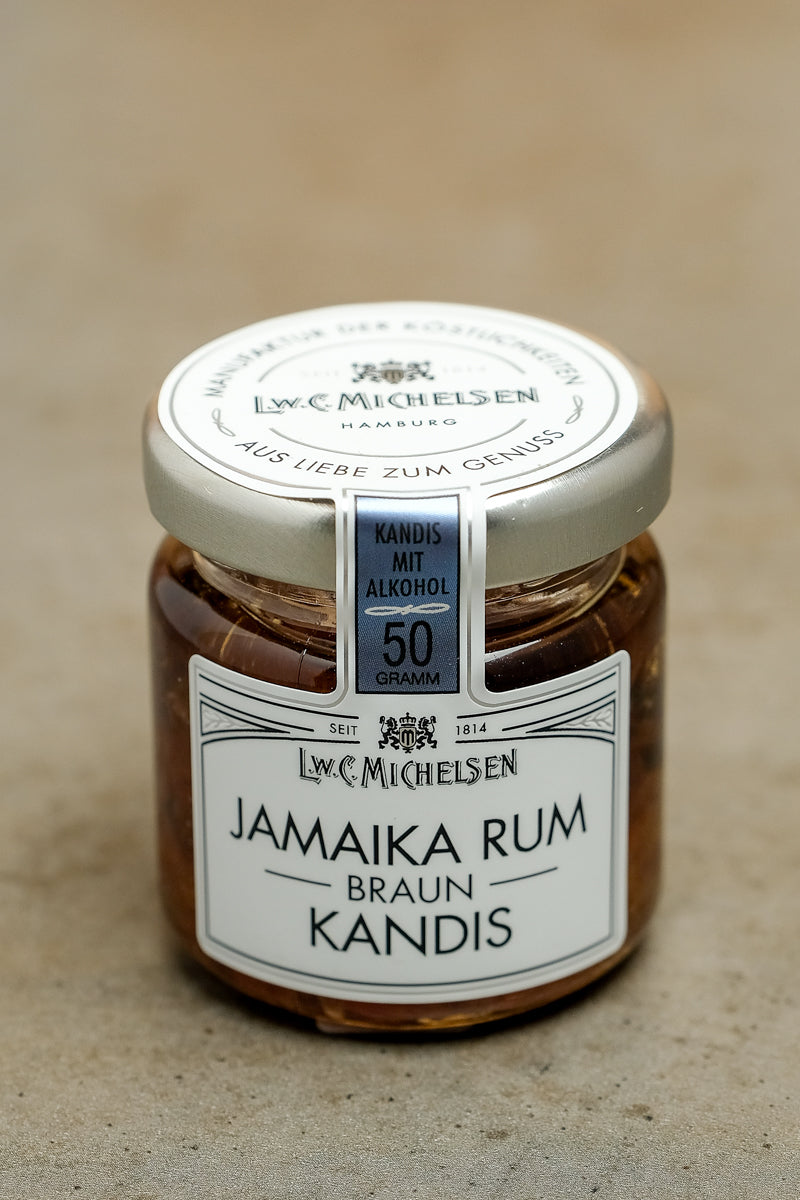 MANUFAKTUR DER KÖSTLICHKEITEN
SEIT 1814
L.W.C. MICHELSEN
HAMBURG
AUS LIEBE ZUM GENUSS
KANDIS
MIT
ALKOHOL
50
GRAMM
SEIT 1814
L.W.C. MICHELSEN
JAMAIKA RUM
BRAUN
KANDIS